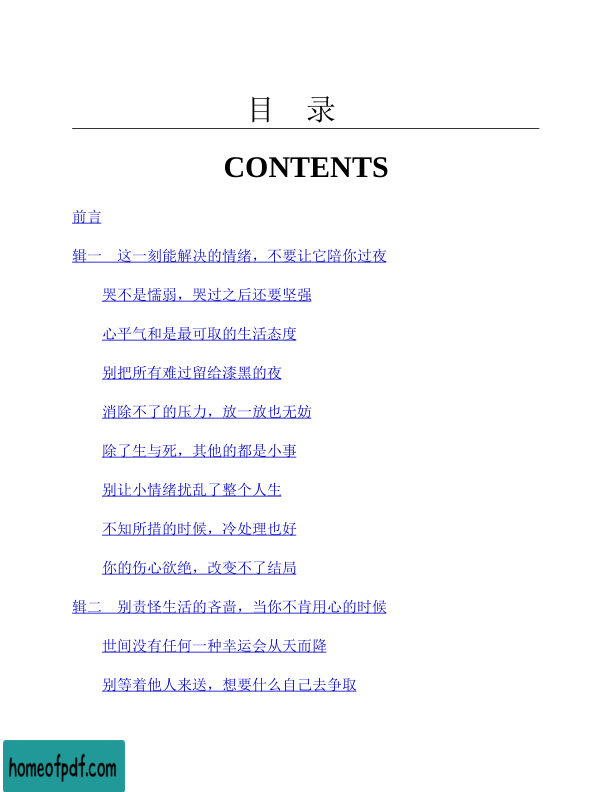 目　录
CONTENTS
前言
辑一　这一刻能解决的情绪，不要让它陪你过夜
哭不是懦弱，哭过之后还要坚强
心平气和是最可取的生活态度
别把所有难过留给漆黑的夜
消除不了的压力，放一放也无妨
除了生与死，其他的都是小事
别让小情绪扰乱了整个人生
不知所措的时候，冷处理也好
你的伤心欲绝，改变不了结局
辑二　别责怪生活的吝啬，当你不肯用心的时候
世间没有任何一种幸运会从天而降
别等着他人来送，想要什么自己去争取
homeofpdf.com